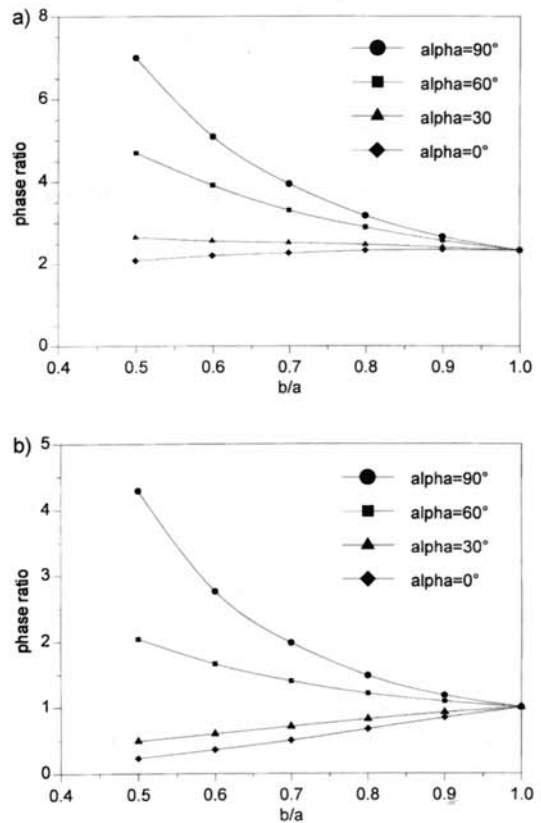 a)
8
6
4
2
0
phase ratio
alpha=90°
alpha=60°
alpha=30
alpha=0°
0.4 0.5 0.6 0.7 0.8 0.9 1.0
b/a
b)
5
4
3
2
1
0
phase ratio
alpha=90°
alpha=60°
alpha=30°
alpha=0°
0.4 0.5 0.6 0.7 0.8 0.9 1.0
b/a